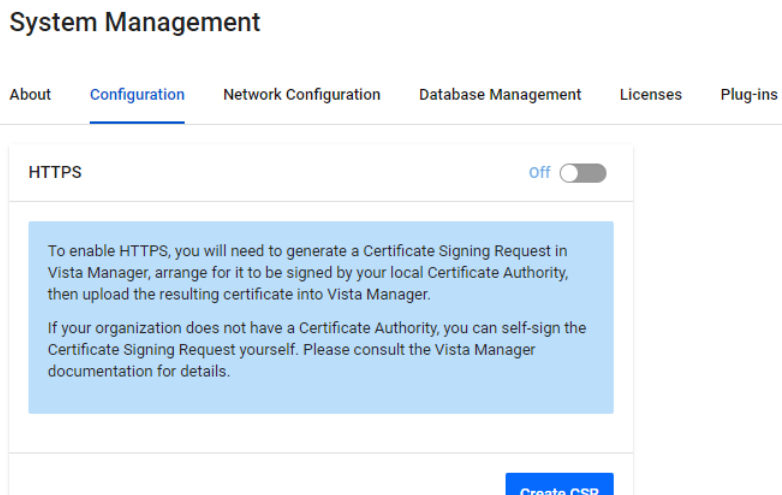 System Management
About Configuration Network Configuration Database Management Licenses Plug-ins
HTTPS Off
To enable HTTPS, you will need to generate a Certificate Signing Request in
Vista Manager, arrange for it to be signed by your local Certificate Authority,
then upload the resulting certificate into Vista Manager.
If your organization does not have a Certificate Authority, you can self-sign the
Certificate Signing Request yourself. Please consult the Vista Manager
documentation for details.
Create CSR